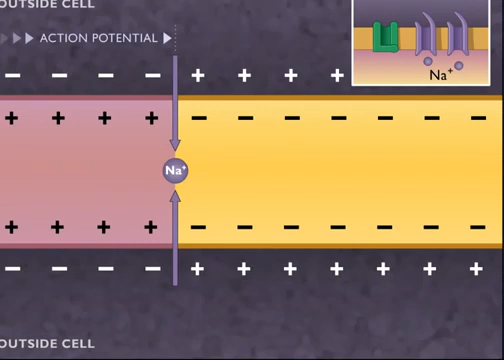 OUTSIDE CELL
ACTION POTENTIAL
Na⁺
− − − − + + + +
+ + + + − − − − − − −
Na⁺
+ + + + − − − − − − −
− − − − + + + + + + +
OUTSIDE CELL